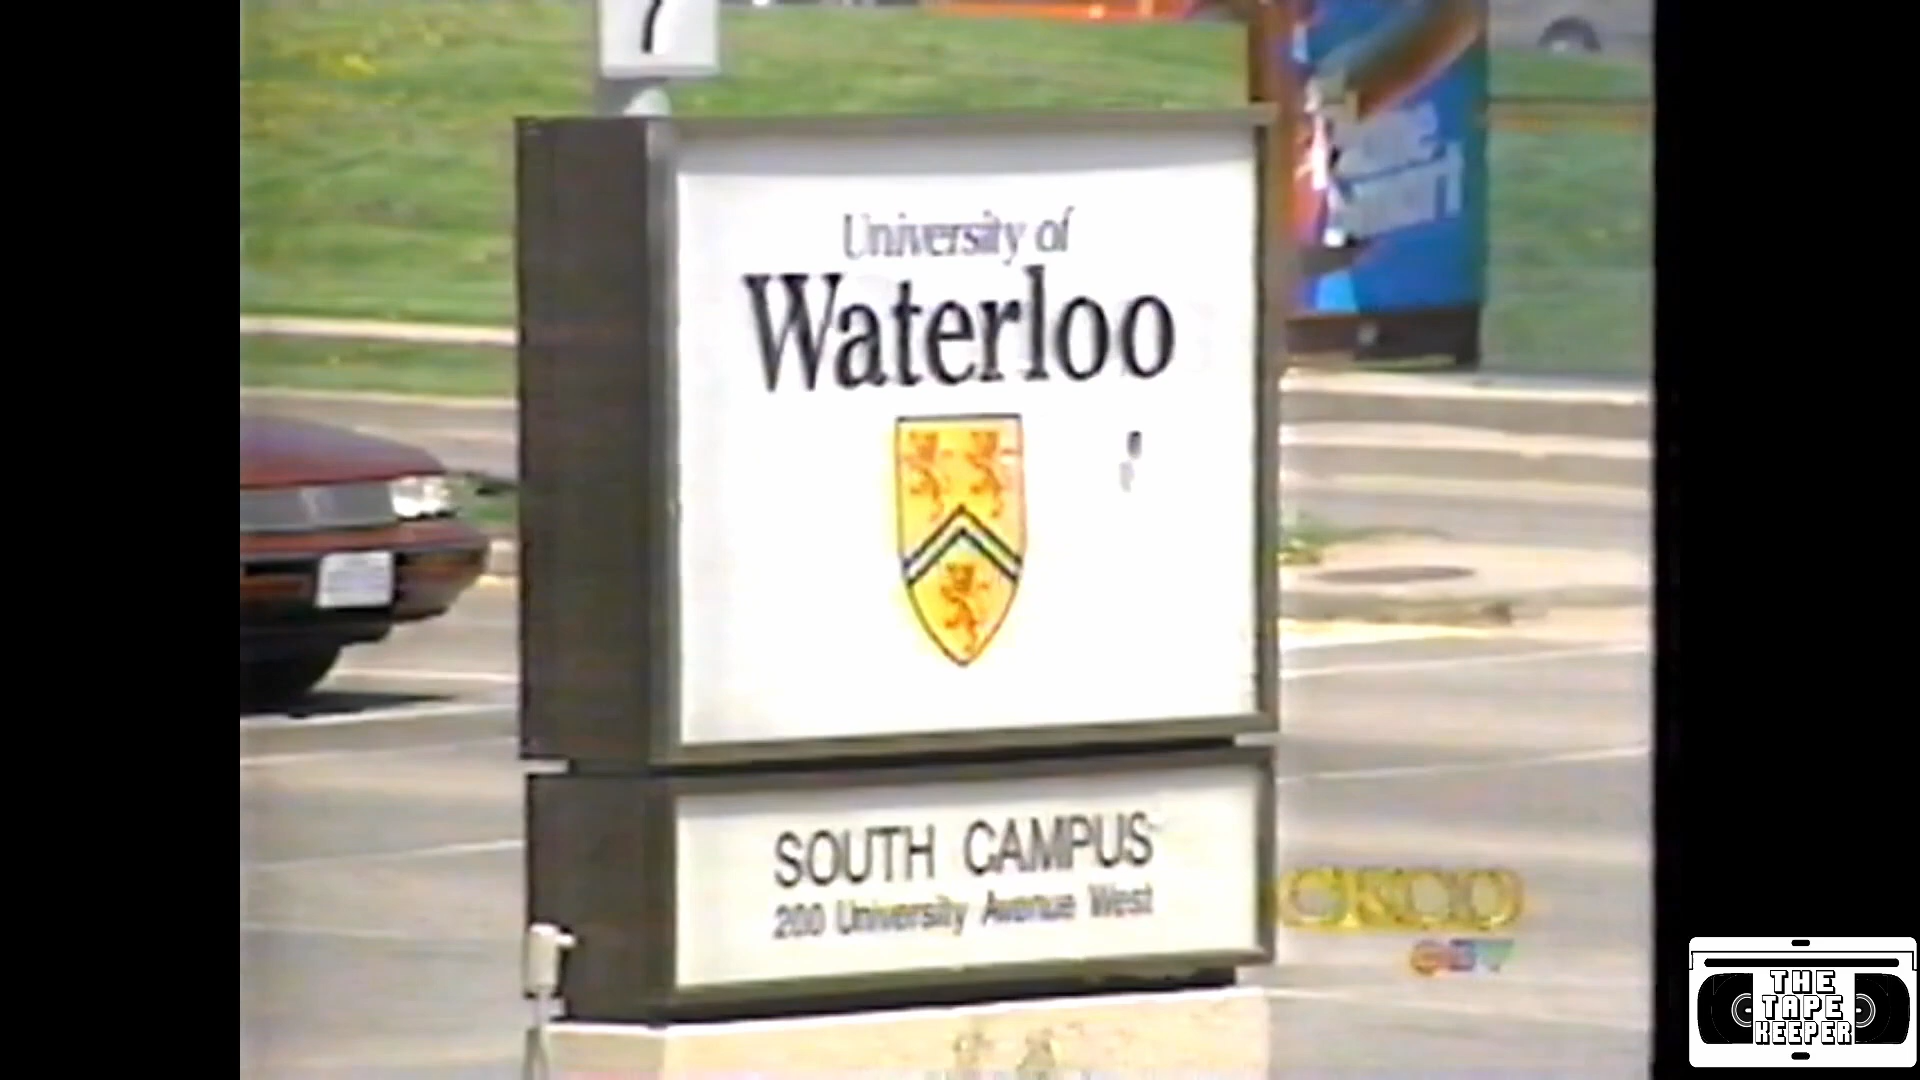 7
University of
Waterloo
SOUTH CAMPUS
200 University Avenue West
CKCO
CTV
THE
TAPE
KEEPER